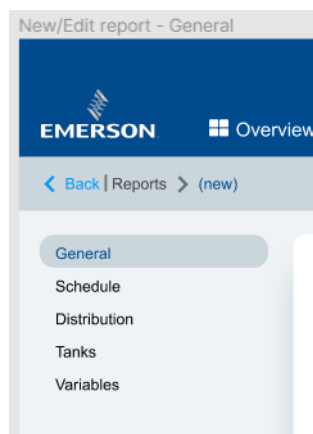 New/Edit report - General
EMERSON
Overview
Back | Reports > (new)
General
Schedule
Distribution
Tanks
Variables